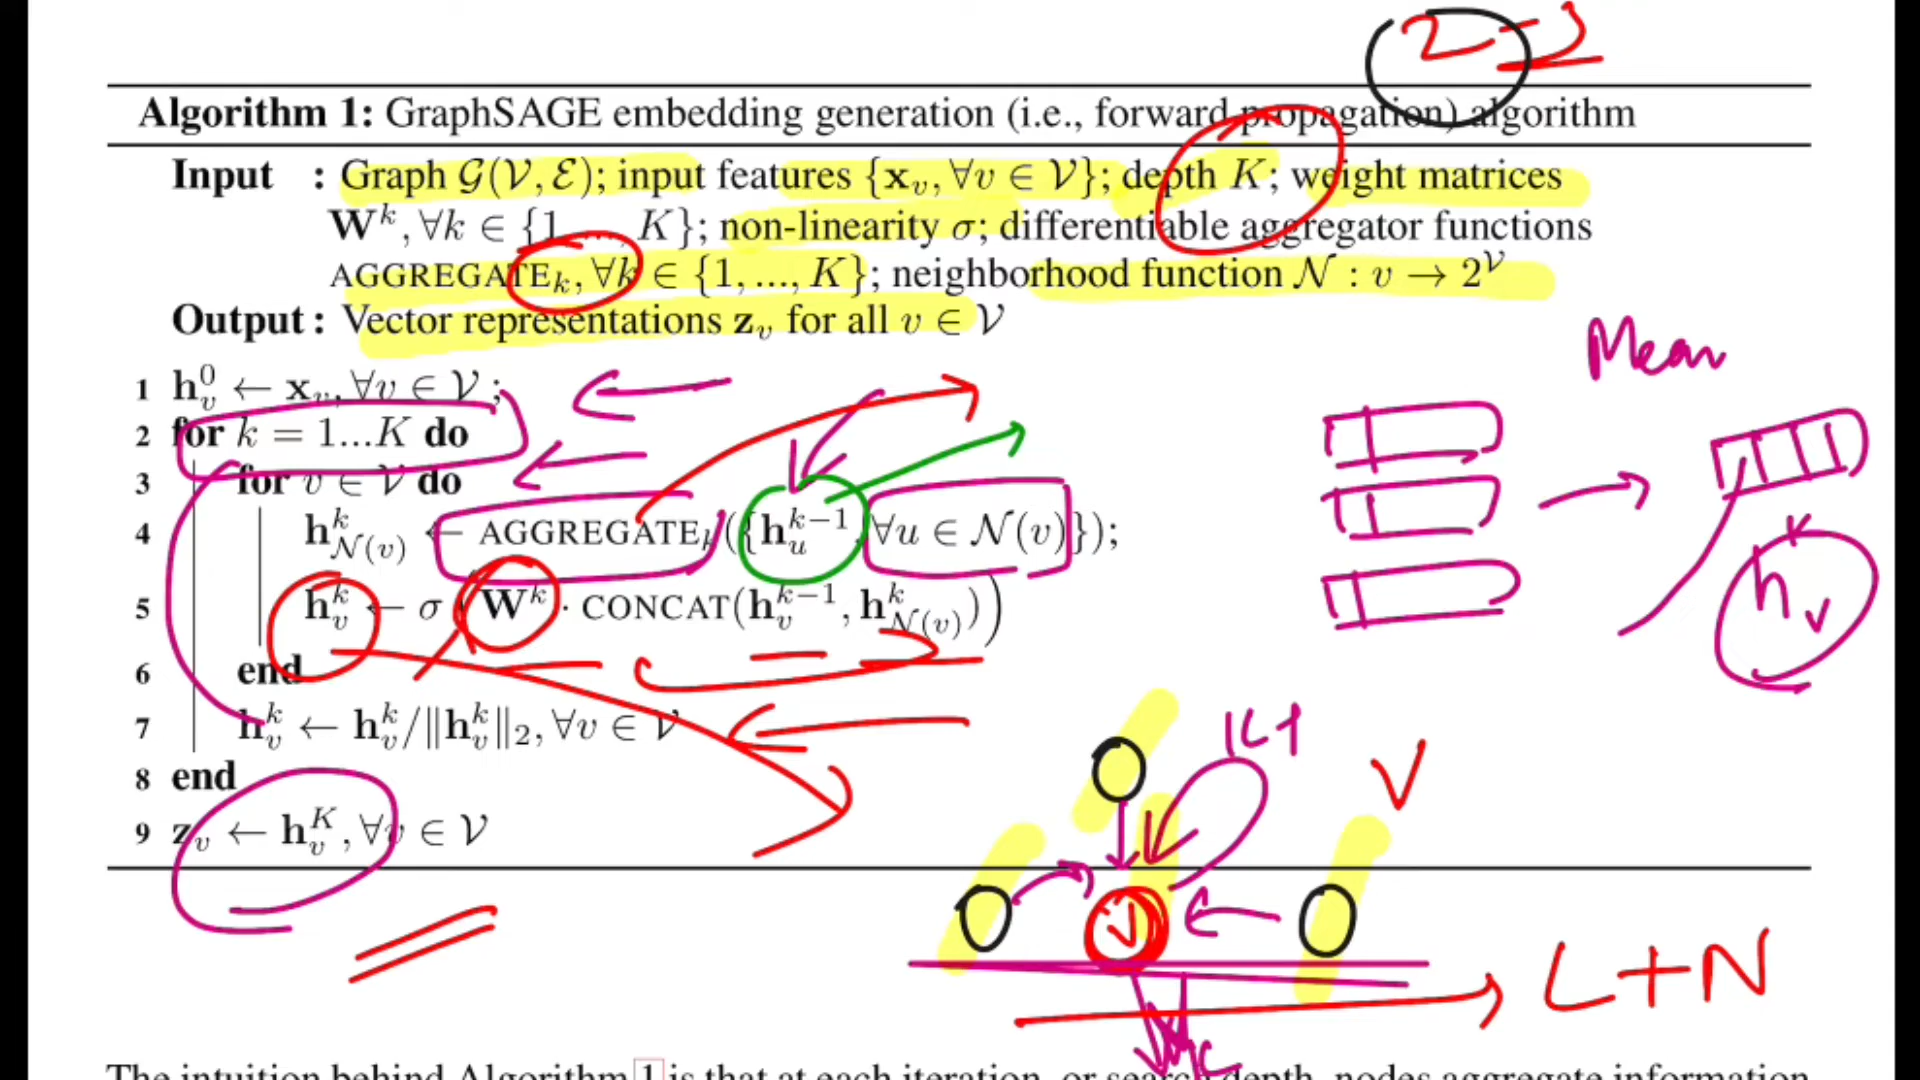 2 → 2
Algorithm 1: GraphSAGE embedding generation (i.e., forward propagation) algorithm
Input : Graph 𝒢(𝒱, ℰ); input features {x_v, ∀v ∈ 𝒱}; depth K; weight matrices
W^k, ∀k ∈ {1, ..., K}; non-linearity σ; differentiable aggregator functions
AGGREGATE_k, ∀k ∈ {1, ..., K}; neighborhood function 𝒩 : v → 2^𝒱
Output : Vector representations z_v for all v ∈ 𝒱
Mean
1 h_v^0 ← x_v, ∀v ∈ 𝒱 ;
2 for k = 1...K do
3 for v ∈ 𝒱 do
4 h_𝒩(v)^k ← AGGREGATE_k({h_u^{k−1}, ∀u ∈ 𝒩(v)});
5 h_v^k ← σ (W^k · CONCAT(h_v^{k−1}, h_𝒩(v)^k))
h_v^k
6 end
7 h_v^k ← h_v^k/‖h_v^k‖_2, ∀v ∈ 𝒱
8 end
9 z_v ← h_v^K, ∀v ∈ 𝒱
V
V
L+N
The intuition behind Algorithm 1 is that at each iteration, or search depth, nodes aggregate information